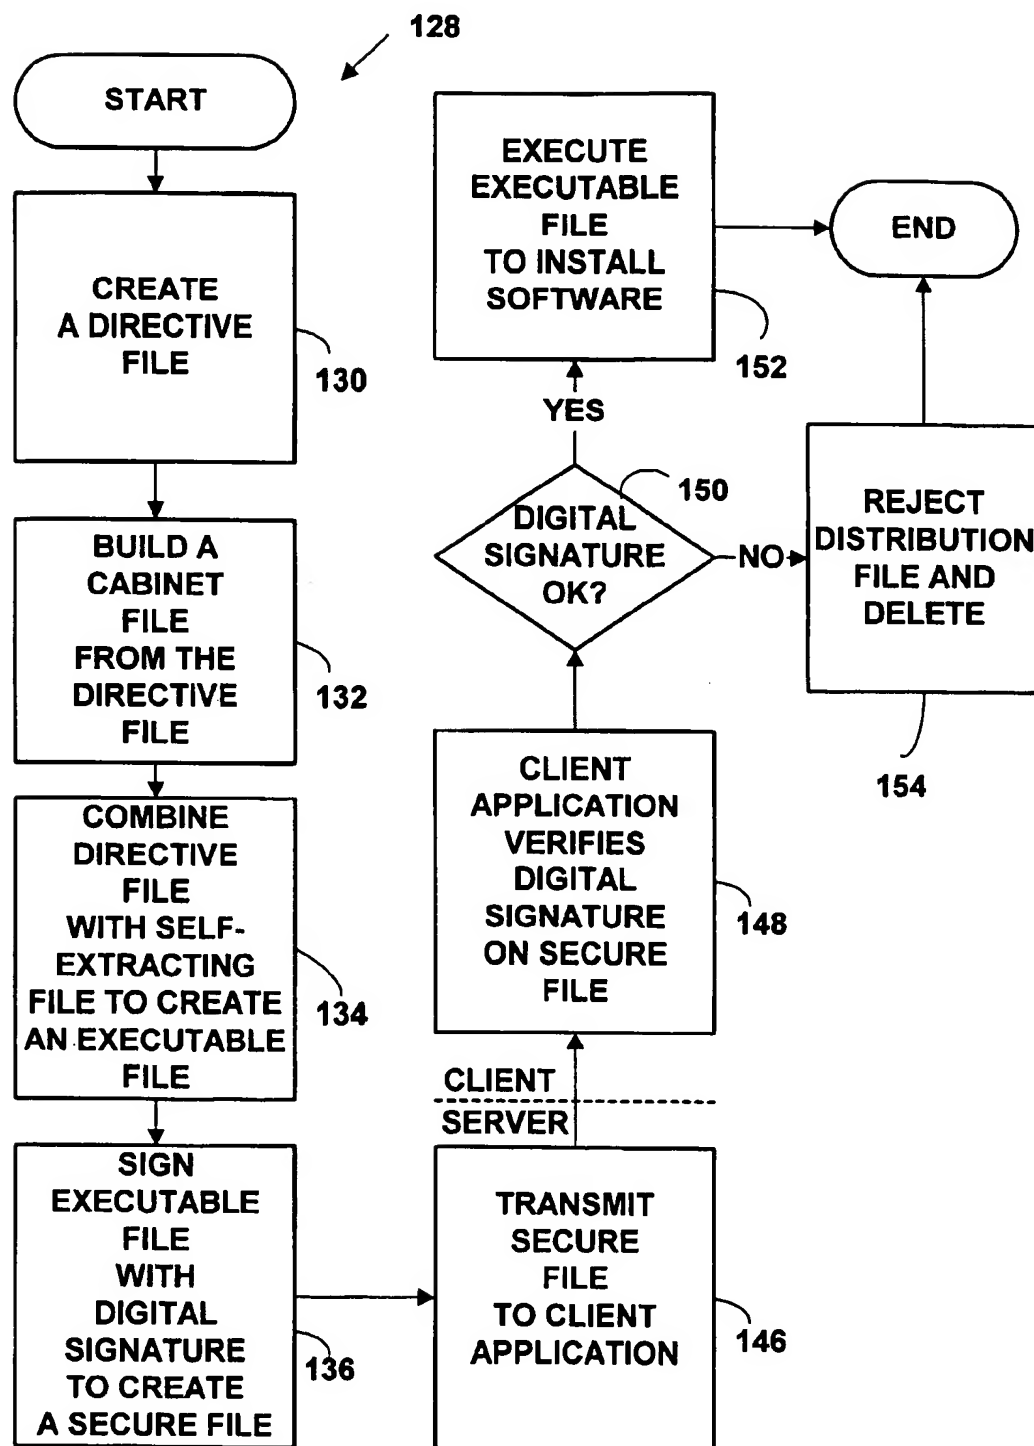 128
START
CREATE
A DIRECTIVE
FILE
130
BUILD A
CABINET
FILE
FROM THE
DIRECTIVE
FILE
132
COMBINE
DIRECTIVE
FILE
WITH SELF-
EXTRACTING
FILE TO CREATE
AN EXECUTABLE
FILE
134
SIGN
EXECUTABLE
FILE
WITH
DIGITAL
SIGNATURE
TO CREATE
A SECURE FILE
136
TRANSMIT
SECURE
FILE
TO CLIENT
APPLICATION
146
SERVER
CLIENT
CLIENT
APPLICATION
VERIFIES
DIGITAL
SIGNATURE
ON SECURE
FILE
148
DIGITAL
SIGNATURE
OK?
150
YES
EXECUTE
EXECUTABLE
FILE
TO INSTALL
SOFTWARE
152
NO
REJECT
DISTRIBUTION
FILE AND
DELETE
154
END